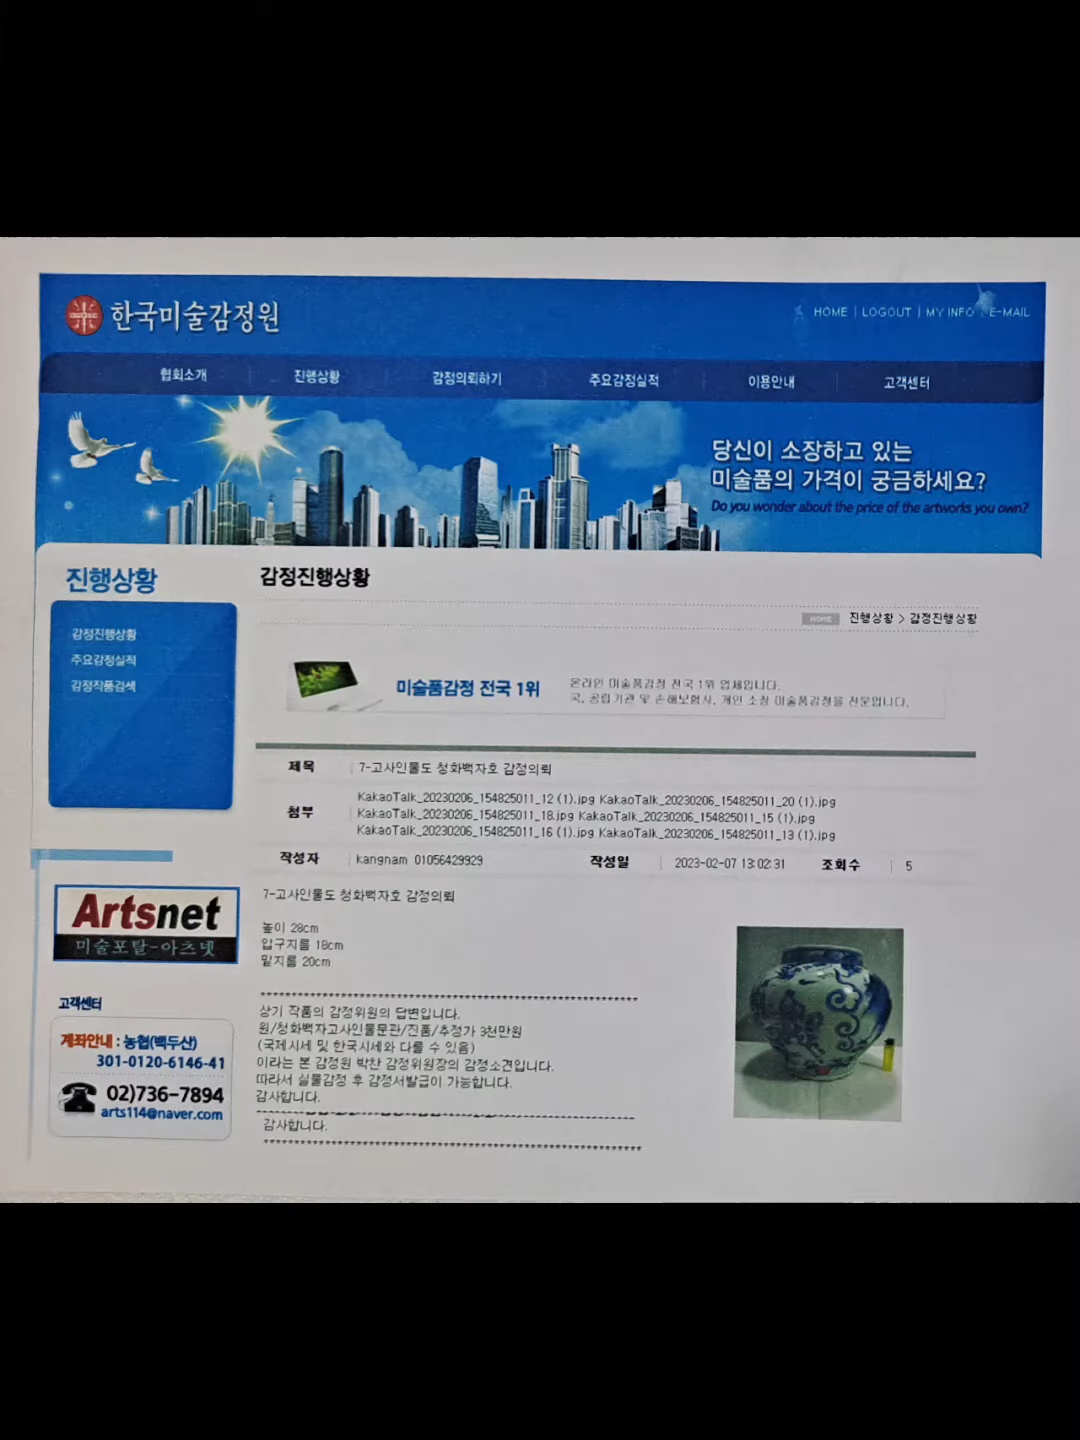 한국미술감정원
HOME | LOGOUT | MY INFO | E-MAIL
협회소개 진행상황 감정의뢰하기 주요감정실적 이용안내 고객센터
당신이 소장하고 있는
미술품의 가격이 궁금하세요?
Do you wonder about the price of the artworks you own?
진행상황
감정진행상황
주요감정실적
감정작품검색
감정진행상황
HOME 진행상황 > 감정진행상황
미술품감정 전국 1위
온라인 미술품감정 전국 1위 업체입니다.
국, 공립기관 및 손해보험사, 개인 소장 미술품감정을 전문입니다.
제목 7-고사인물도 청화백자호 감정의뢰
첨부 KakaoTalk_20230206_154825011_12 (1).jpg KakaoTalk_20230206_154825011_20 (1).jpg
KakaoTalk_20230206_154825011_18.jpg KakaoTalk_20230206_154825011_15 (1).jpg
KakaoTalk_20230206_154825011_16 (1).jpg KakaoTalk_20230206_154825011_13 (1).jpg
작성자 kangnam 01056429929 작성일 2023-02-07 13:02:31 조회수 5
7-고사인물도 청화백자호 감정의뢰
높이 28cm
입구지름 18cm
밑지름 20cm
상기 작품의 감정위원의 답변입니다.
원/청화백자고사인물문관/진품/추정가 3천만원
(국제시세 및 한국시세와 다를 수 있음)
이라는 본 감정원 박찬 감정위원장의 감정소견입니다.
따라서 실물감정 후 감정서발급이 가능합니다.
감사합니다.
감사합니다.
Artsnet
미술포탈-아츠넷
고객센터
계좌안내 : 농협(백두산)
301-0120-6146-41
02)736-7894
arts114@naver.com